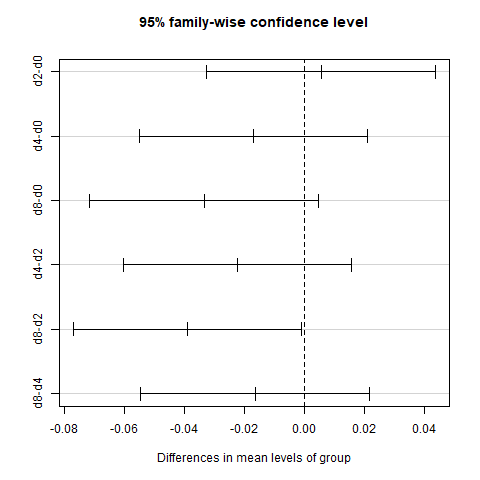 95% family-wise confidence level
d2-d0
d4-d0
d8-d0
d4-d2
d8-d2
d8-d4
-0.08 -0.06 -0.04 -0.02 0.00 0.02 0.04
Differences in mean levels of group